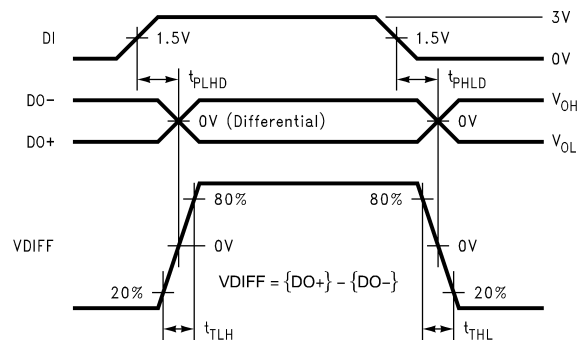 3V
DI
1.5V
1.5V
0V
tPLHD
tPHLD
DO-
0V (Differential)
0V
VOH
DO+
VOL
80%
80%
VDIFF
0V
0V
20%
VDIFF = {DO+} - {DO-}
20%
tTLH
tTHL